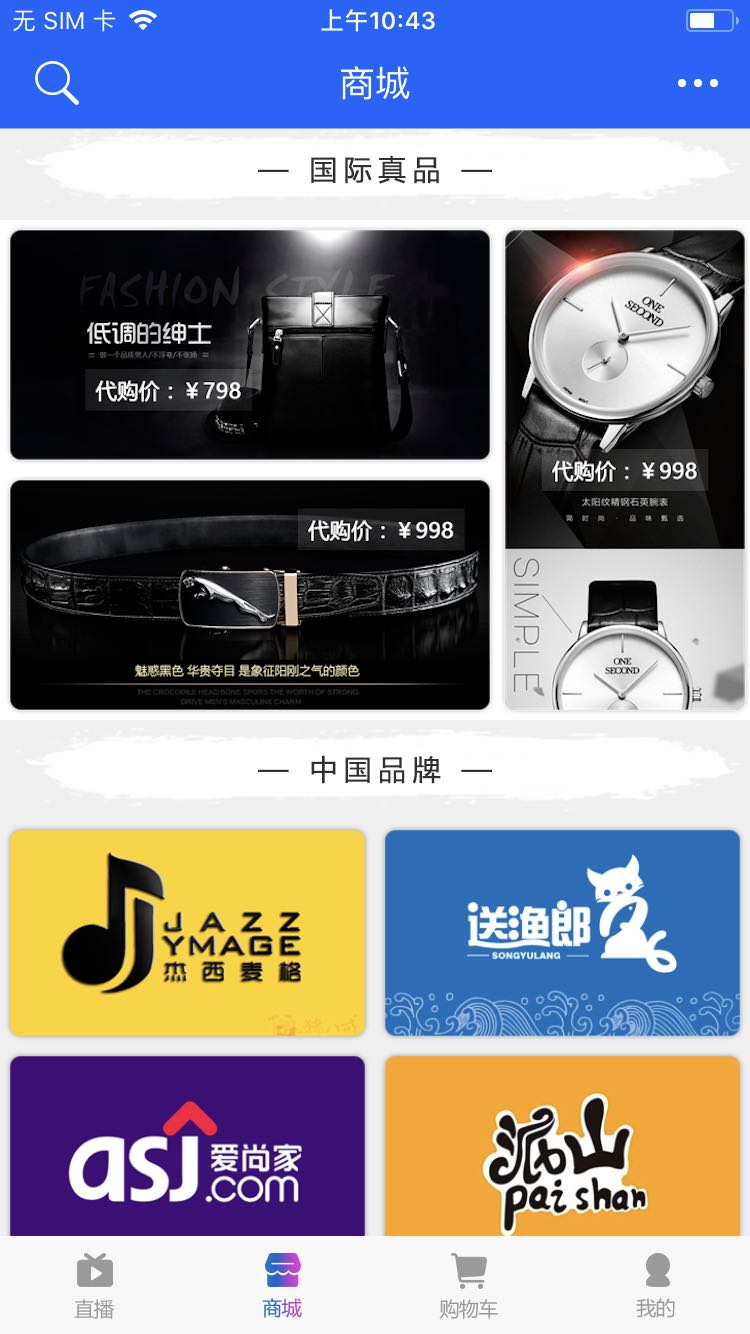 无 SIM 卡
上午10:43
商城
— 国际真品 —
FASHION STYLE
低调的绅士
做一个品质男人/不浮夸/不张扬
代购价：￥798
代购价：￥998
魅惑黑色 华贵夺目 是象征阳刚之气的颜色
THE CROCODILE HEAD BONE SPURS THE WORTH OF STRONG
DRIVE MEN'S MASCULINE CHARM
ONE
SECOND
代购价：￥998
太阳纹精钢石英腕表
简时尚·品味甄选
SIMPLE
ONE
SECOND
— 中国品牌 —
JAZZ
YMAGE
杰西麦格
送渔郎
SONGYULANG
asj爱尚家
.com
派山
pai shan
直播
商城
购物车
我的